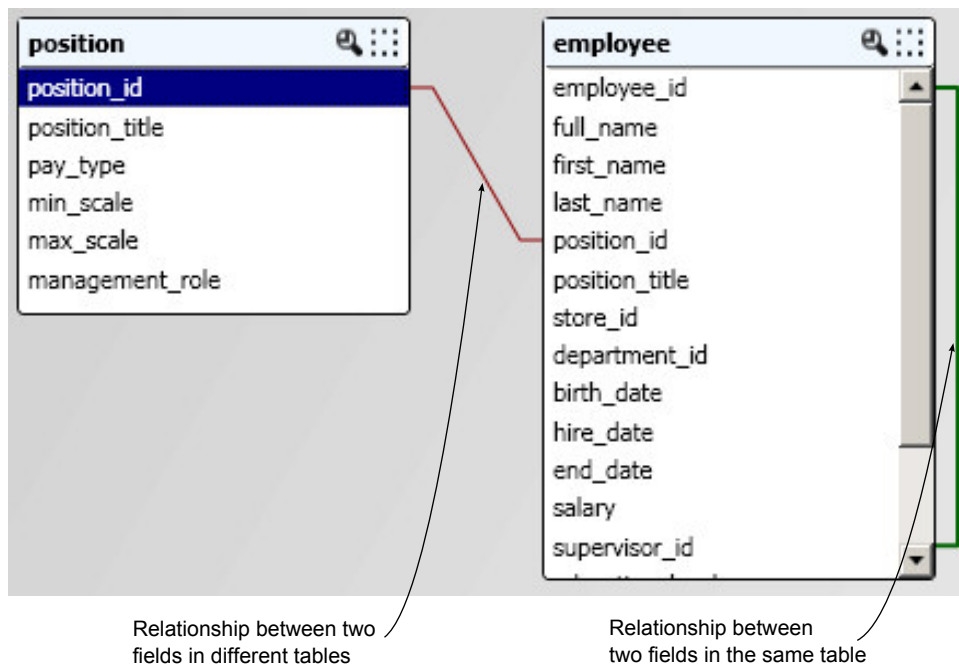 position
position_id
position_title
pay_type
min_scale
max_scale
management_role
employee
employee_id
full_name
first_name
last_name
position_id
position_title
store_id
department_id
birth_date
hire_date
end_date
salary
supervisor_id
Relationship between two
fields in different tables
Relationship between
two fields in the same table